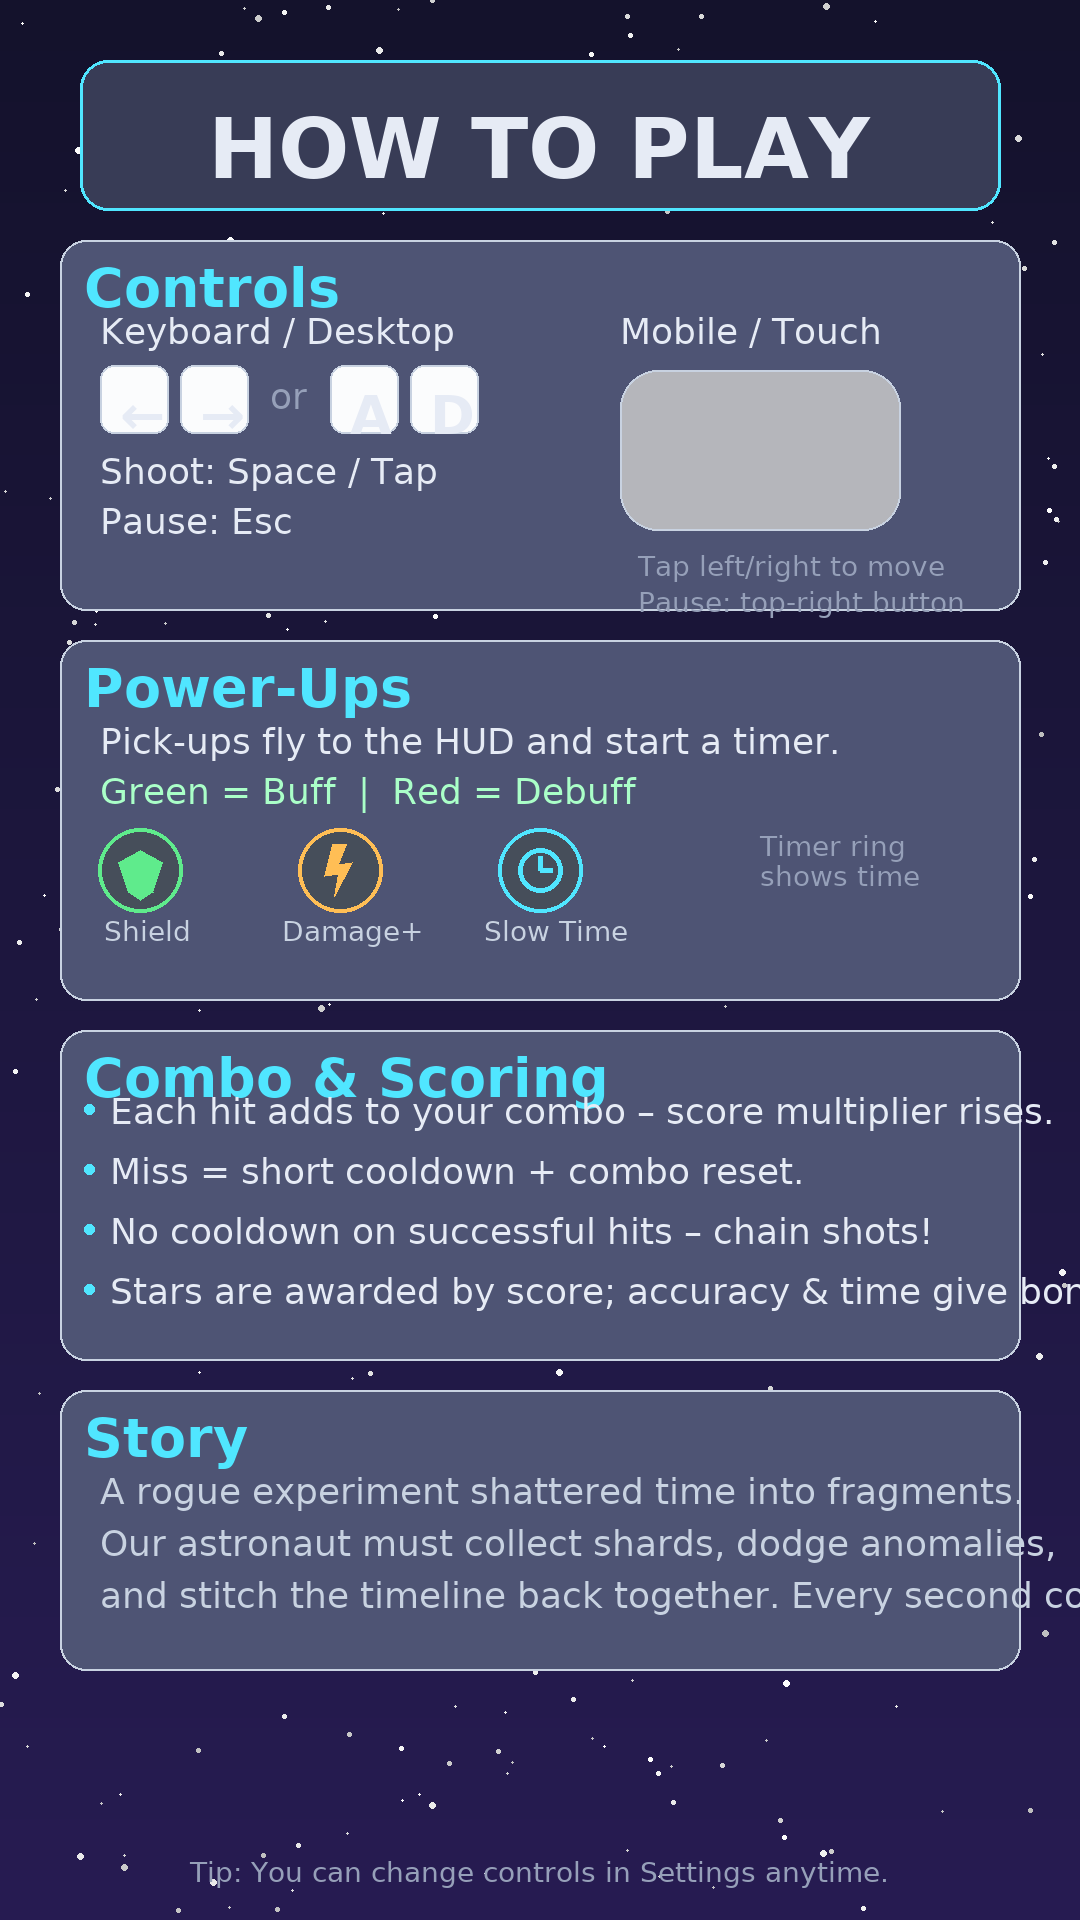 HOW TO PLAY
Controls
Keyboard / Desktop
Mobile / Touch
← → or A D
Shoot: Space / Tap
Pause: Esc
Tap left/right to move
Pause: top-right button
Power-Ups
Pick-ups fly to the HUD and start a timer.
Green = Buff | Red = Debuff
Timer ring
shows time
Shield
Damage+
Slow Time
Combo & Scoring
• Each hit adds to your combo – score multiplier rises.
• Miss = short cooldown + combo reset.
• No cooldown on successful hits – chain shots!
• Stars are awarded by score; accuracy & time give
Story
A rogue experiment shattered time into fragments.
Our astronaut must collect shards, dodge anomalies,
and stitch the timeline back together. Every second
Tip: You can change controls in Settings anytime.